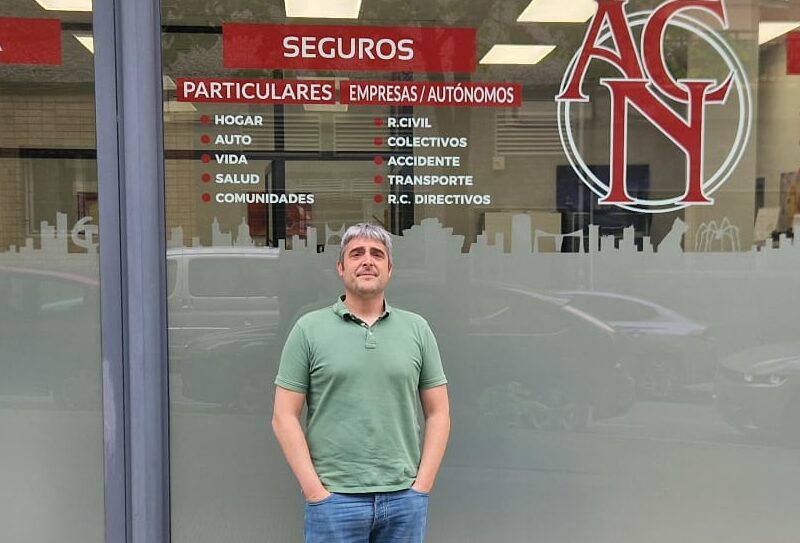 A
SEGUROS
PARTICULARES
HOGAR
AUTO
VIDA
SALUD
COMUNIDADES
EMPRESAS / AUTÓNOMOS
R.CIVIL
COLECTIVOS
ACCIDENTE
TRANSPORTE
R.C. DIRECTIVOS
ACN